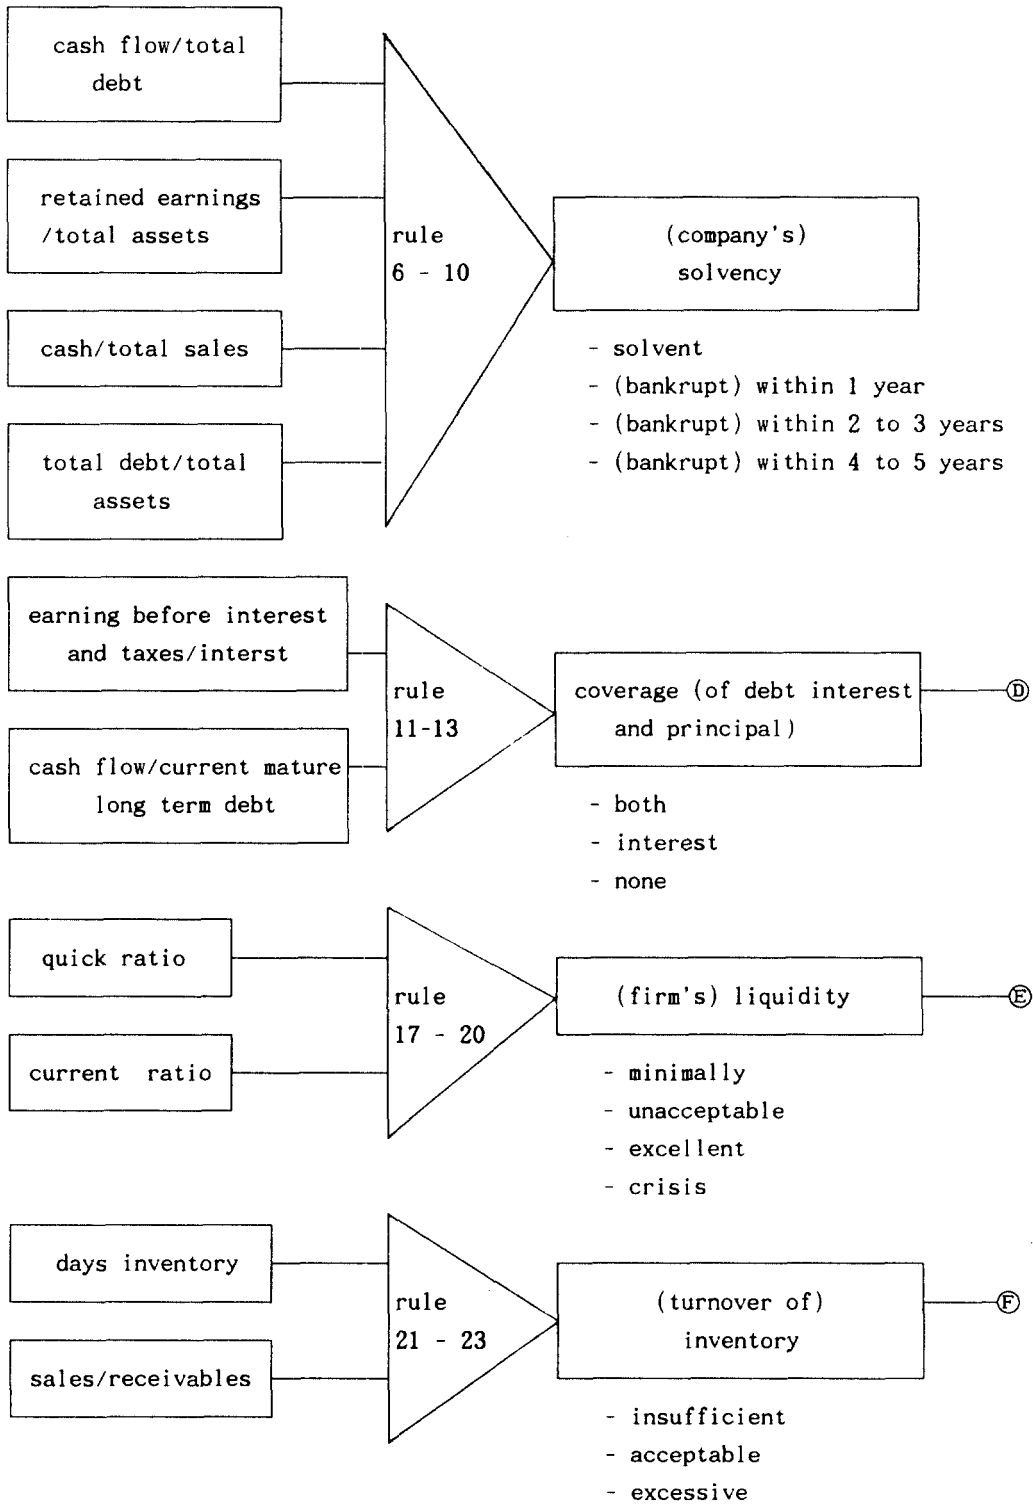 cash flow/total
debt
retained earnings
/total assets
cash/total sales
total debt/total
assets
rule
6 - 10
(company's)
solvency
- solvent
- (bankrupt) within 1 year
- (bankrupt) within 2 to 3 years
- (bankrupt) within 4 to 5 years
earning before interest
and taxes/interst
cash flow/current mature
long term debt
rule
11-13
coverage (of debt interest
and principal)
D
- both
- interest
- none
quick ratio
current ratio
rule
17 - 20
(firm's) liquidity
E
- minimally
- unacceptable
- excellent
- crisis
days inventory
sales/receivables
rule
21 - 23
(turnover of)
inventory
F
- insufficient
- acceptable
- excessive